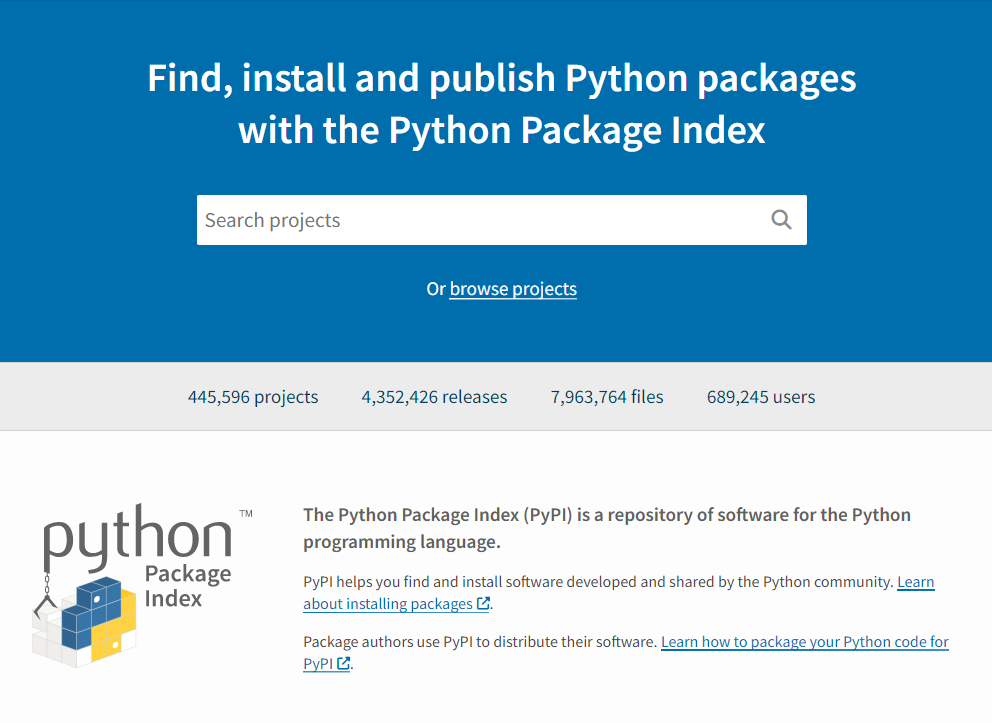 Find, install and publish Python packages
with the Python Package Index
Search projects
Or browse projects
445,596 projects 4,352,426 releases 7,963,764 files 689,245 users
python TM
Package
Index
The Python Package Index (PyPI) is a repository of software for the Python
programming language.
PyPI helps you find and install software developed and shared by the Python community. Learn
about installing packages.
Package authors use PyPI to distribute their software. Learn how to package your Python code for
PyPI.